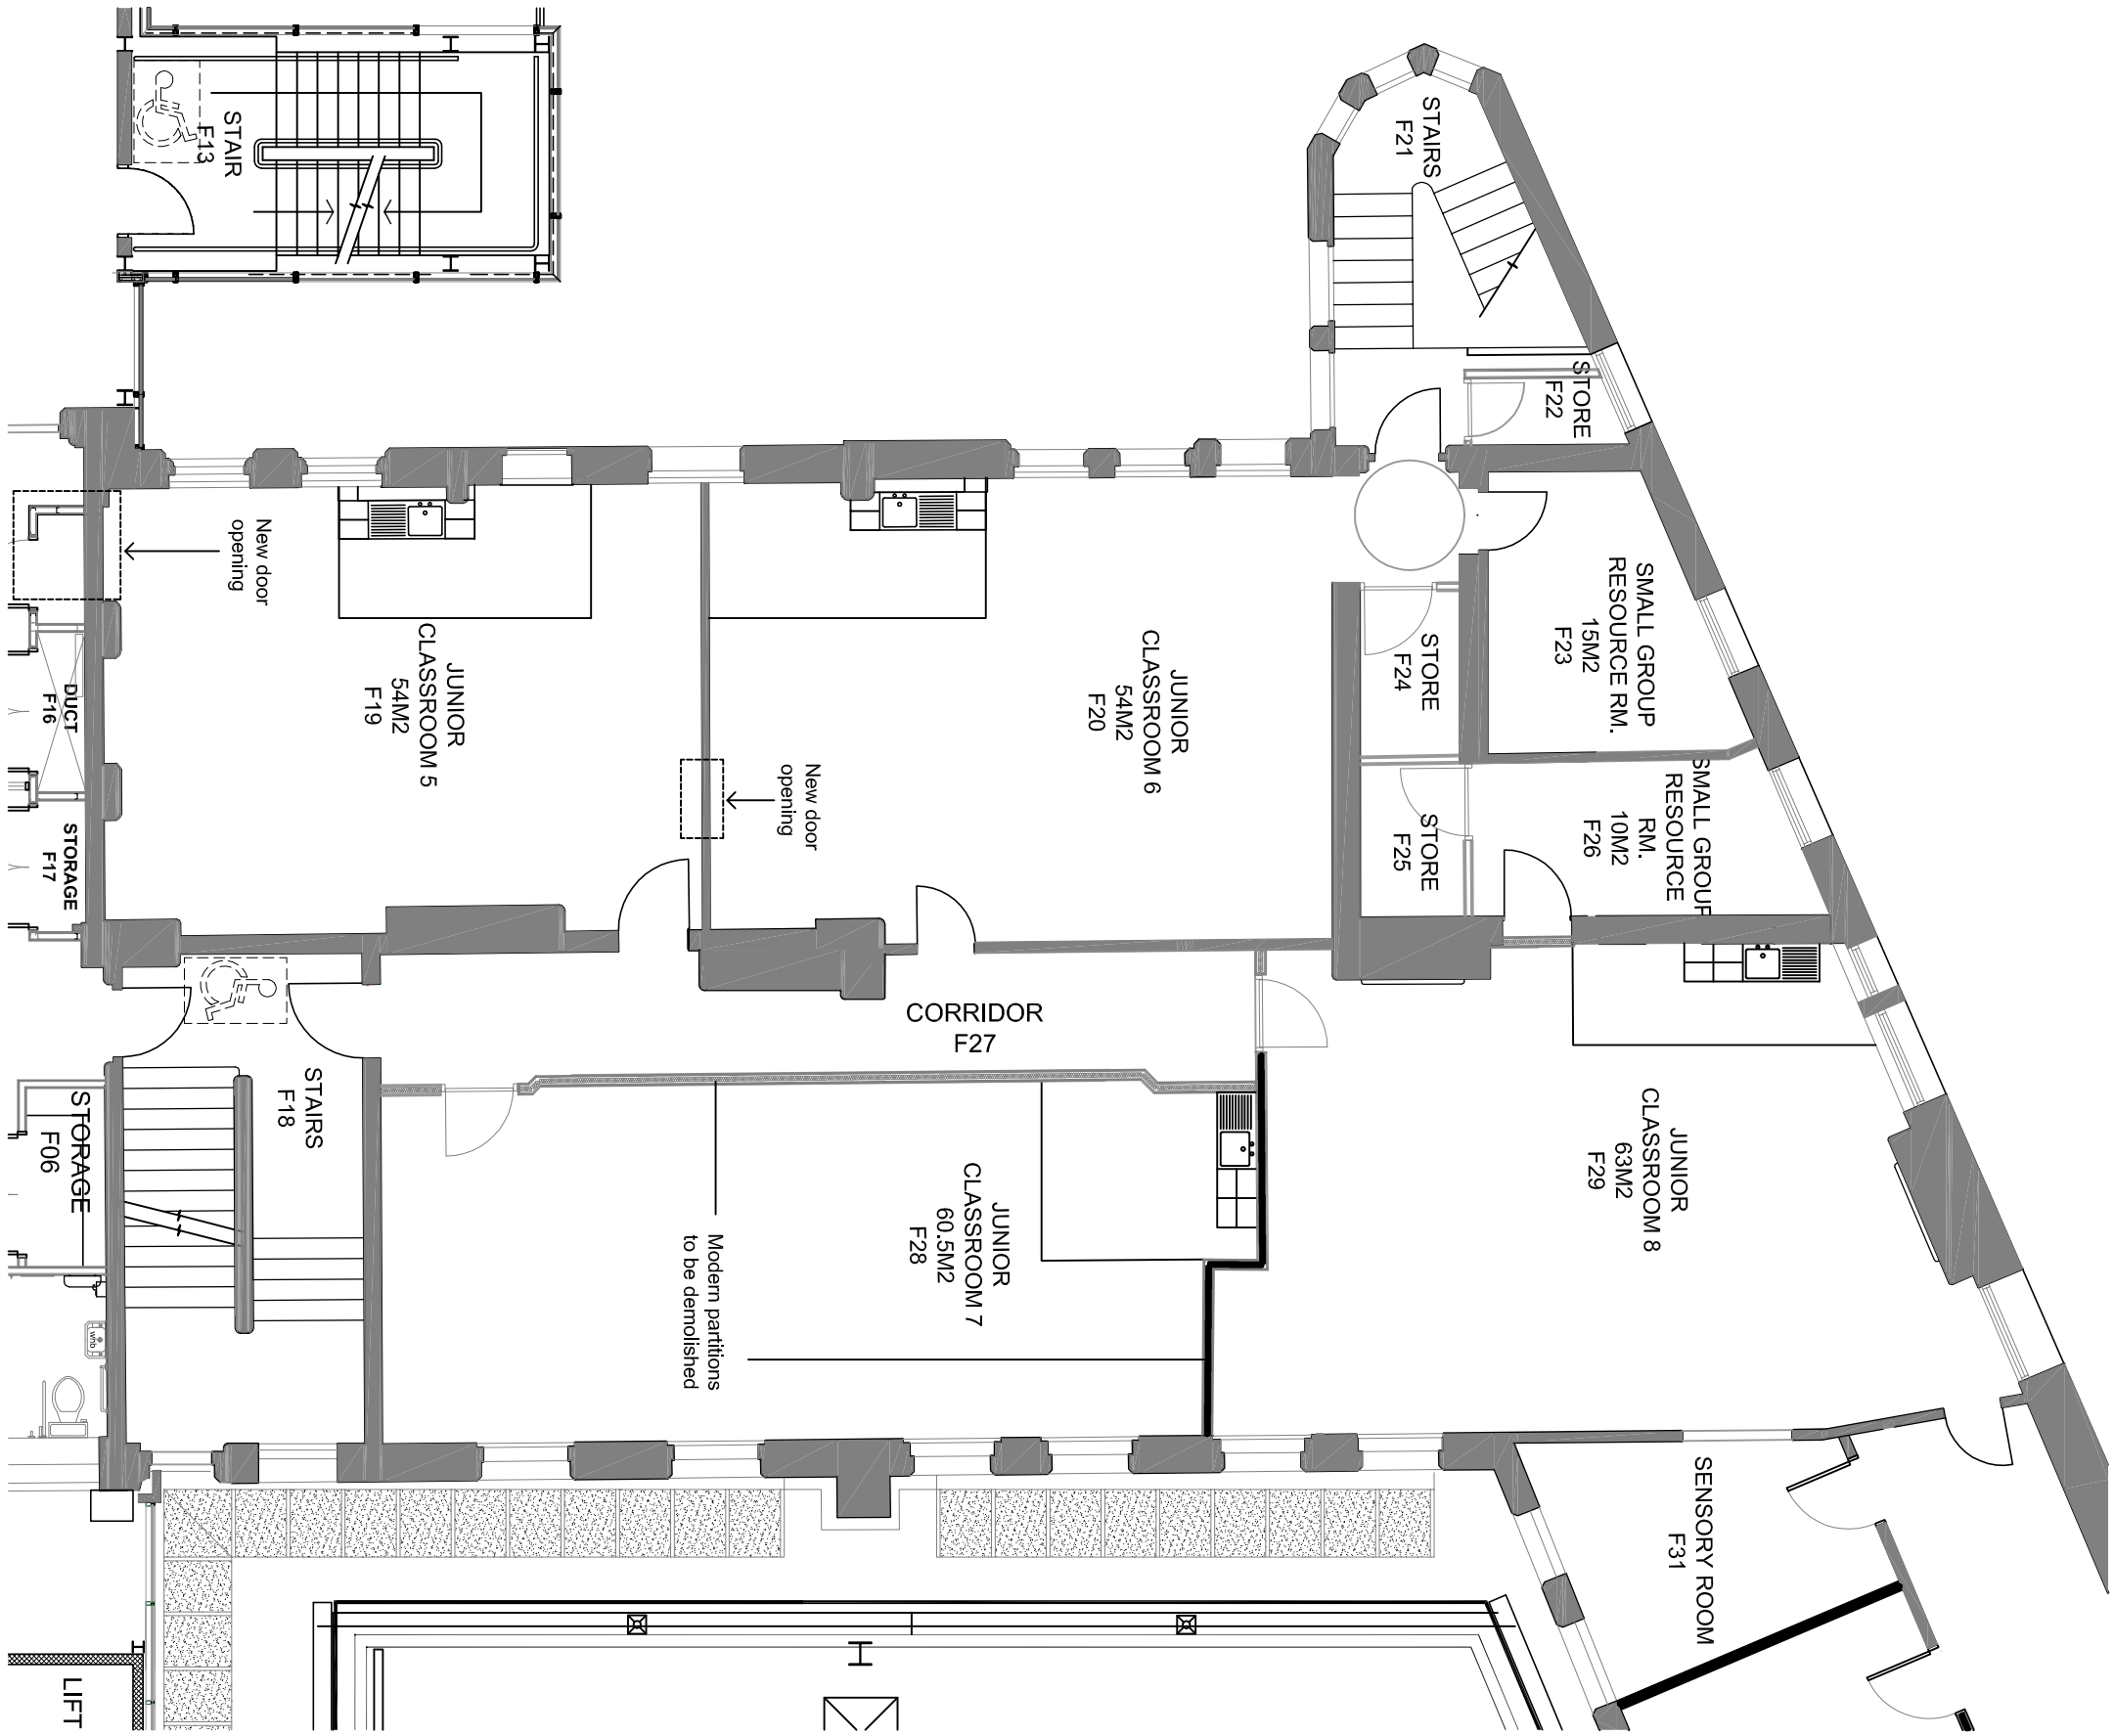 STAIR
F13
STAIRS
F21
STORE
F22
New door
opening
JUNIOR
CLASSROOM 5
54M2
F19
JUNIOR
CLASSROOM 6
54M2
F20
New door
opening
SMALL GROUP
RESOURCE RM.
15M2
F23
STORE
F24
STORE
F25
SMALL GROUP
RESOURCE
RM.
10M2
F26
DUCT
F16
STORAGE
F17
CORRIDOR
F27
STAIRS
F18
STORAGE
F06
whb
JUNIOR
CLASSROOM 7
60.5M2
F28
Modern partitions
to be demolished
JUNIOR
CLASSROOM 8
63M2
F29
SENSORY ROOM
F31
LIFT